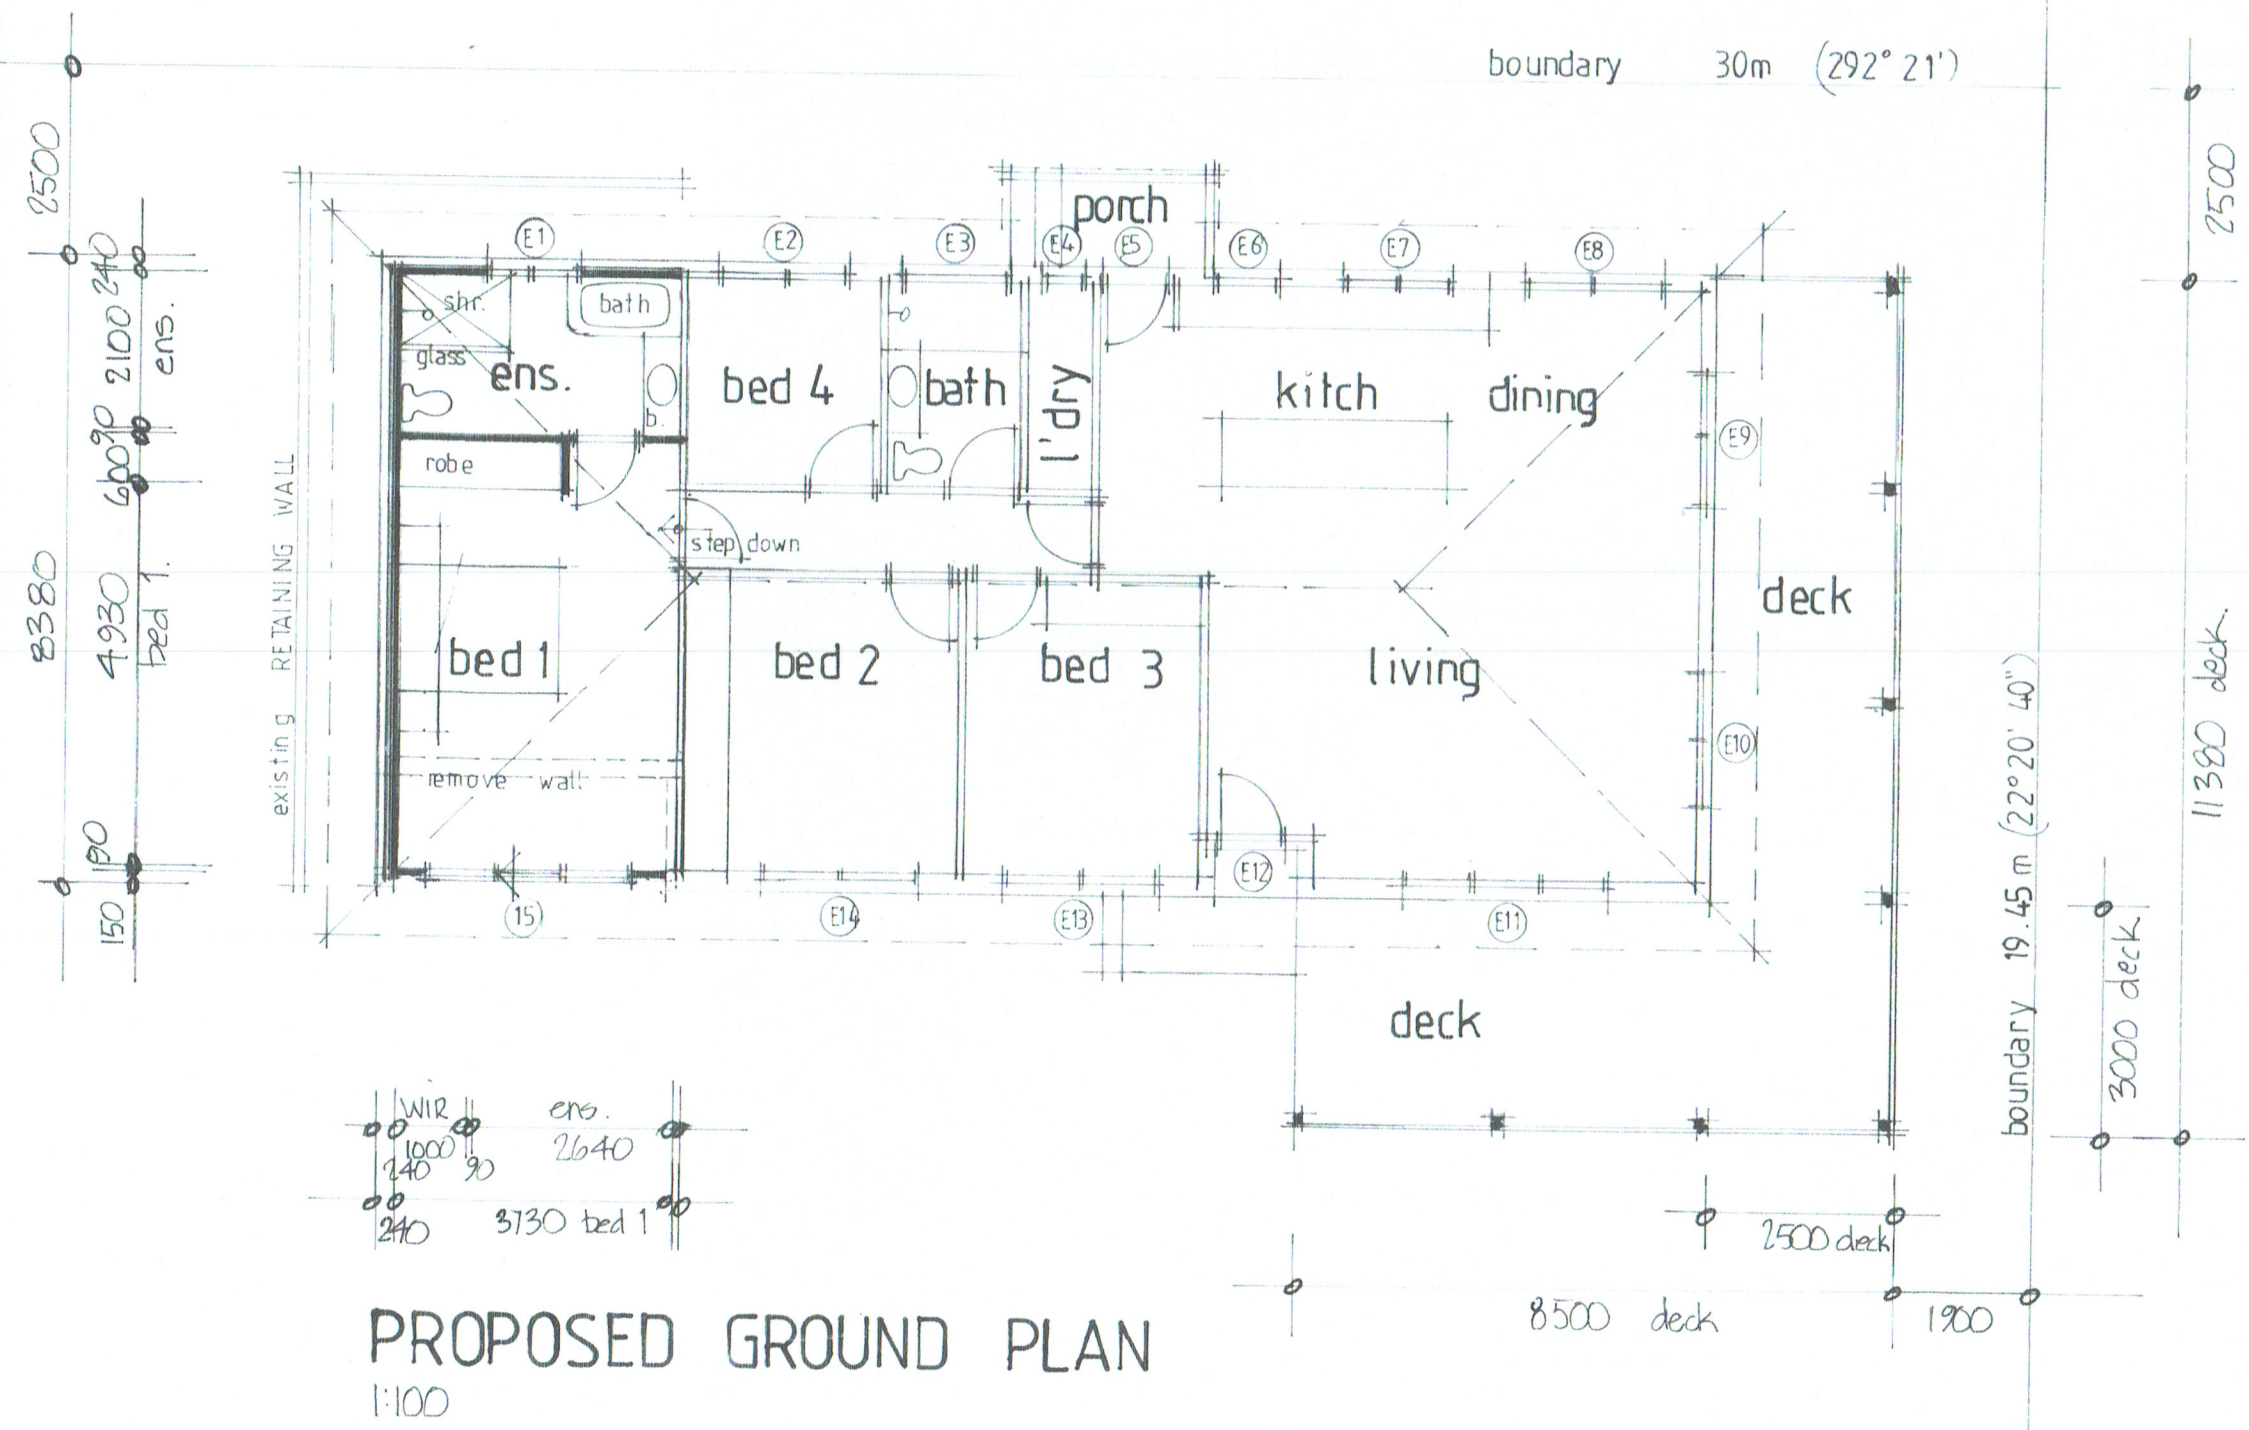 boundary 30m (292° 21')
2500
2500
porch
E1
E2
E3
E4
E5
E6
E7
E8
240
2100
ens.
90
600
shr.
bath
glass
ens.
b.
robe
bed 4
bath
l'dry
kitch
dining
E9
step down
existing RETAINING WALL
8380
4930
bed 1.
bed 1
bed 2
bed 3
living
deck
E10
remove wall
boundary 19.45m (22° 20' 40")
11380 deck.
3000 deck
150
15)
E14
E13
E12
E11
deck
WIR
ens.
1000
2640
240
90
240
3730 bed 1
2500 deck
8500 deck
1900
PROPOSED GROUND PLAN
1:100